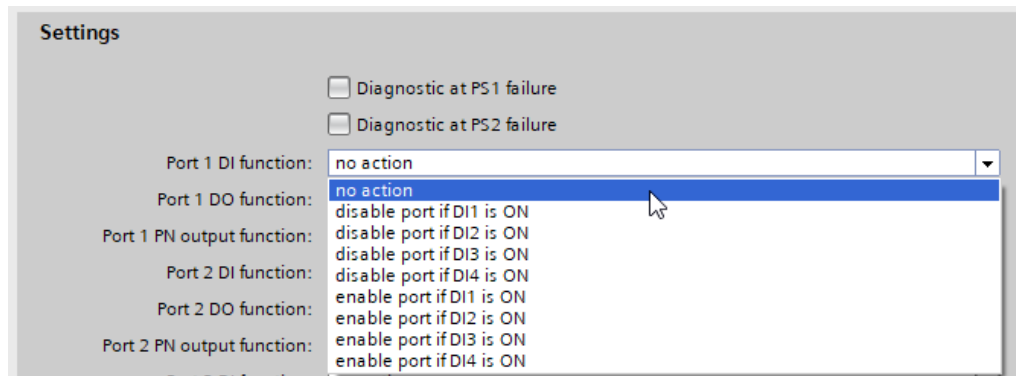 Settings
Diagnostic at PS1 failure
Diagnostic at PS2 failure
Port 1 DI function: no action
no action
Port 1 DO function:
disable port if DI1 is ON
disable port if DI2 is ON
Port 1 PN output function:
disable port if DI3 is ON
Port 2 DI function:
disable port if DI4 is ON
enable port if DI1 is ON
Port 2 DO function:
enable port if DI2 is ON
enable port if DI3 is ON
Port 2 PN output function:
enable port if DI4 is ON